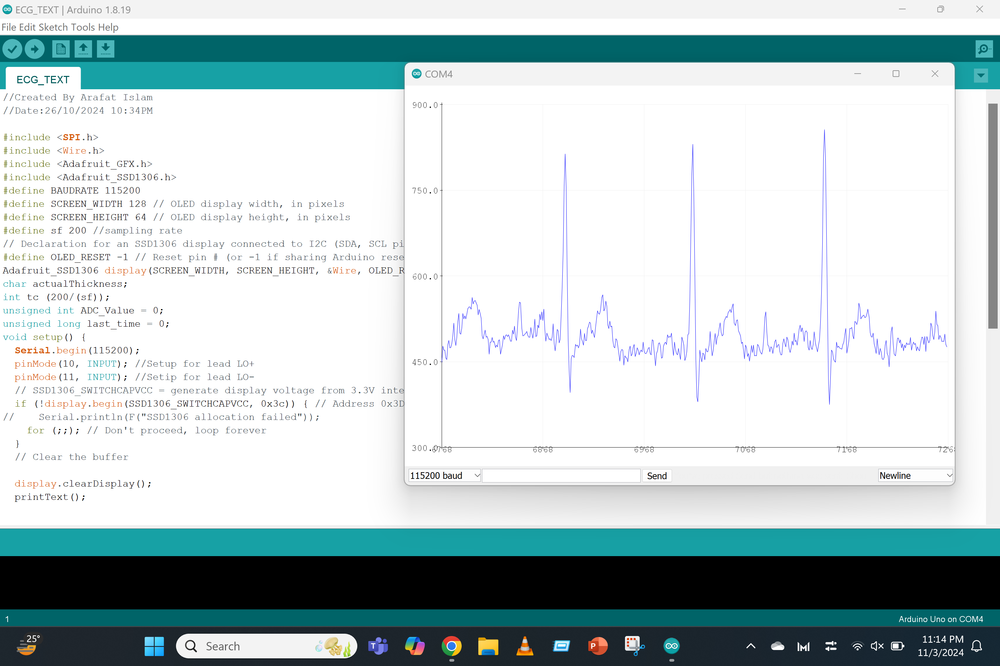 ECG_TEXT | Arduino 1.8.19
File Edit Sketch Tools Help
ECG_TEXT
//Created By Arafat Islam
//Date:26/10/2024 10:34PM
#include <SPI.h>
#include <Wire.h>
#include <Adafruit_GFX.h>
#include <Adafruit_SSD1306.h>
#define BAUDRATE 115200
#define SCREEN_WIDTH 128 // OLED display width, in pixels
#define SCREEN_HEIGHT 64 // OLED display height, in pixels
#define sf 200 //sampling rate
// Declaration for an SSD1306 display connected to I2C (SDA, SCL pi
#define OLED_RESET -1 // Reset pin # (or -1 if sharing Arduino rese
Adafruit_SSD1306 display(SCREEN_WIDTH, SCREEN_HEIGHT, &Wire, OLED_R
char actualThickness;
int tc (200/(sf));
unsigned int ADC_Value = 0;
unsigned long last_time = 0;
void setup() {
Serial.begin(115200);
pinMode(10, INPUT); //Setup for lead LO+
pinMode(11, INPUT); //Setip for lead LO-
// SSD1306_SWITCHCAPVCC = generate display voltage from 3.3V inte
if (!display.begin(SSD1306_SWITCHCAPVCC, 0x3c)) { // Address 0x3D
// Serial.println(F("SSD1306 allocation failed"));
for (;;); // Don't proceed, loop forever
}
// Clear the buffer
display.clearDisplay();
printText();
COM4
900.0
750.0
600.0
450.0
300.0
6768 6868 6968 7068 7168 726
115200 baud
Send
Newline
1
Arduino Uno on COM4
25°
Search
11:14 PM
11/3/2024